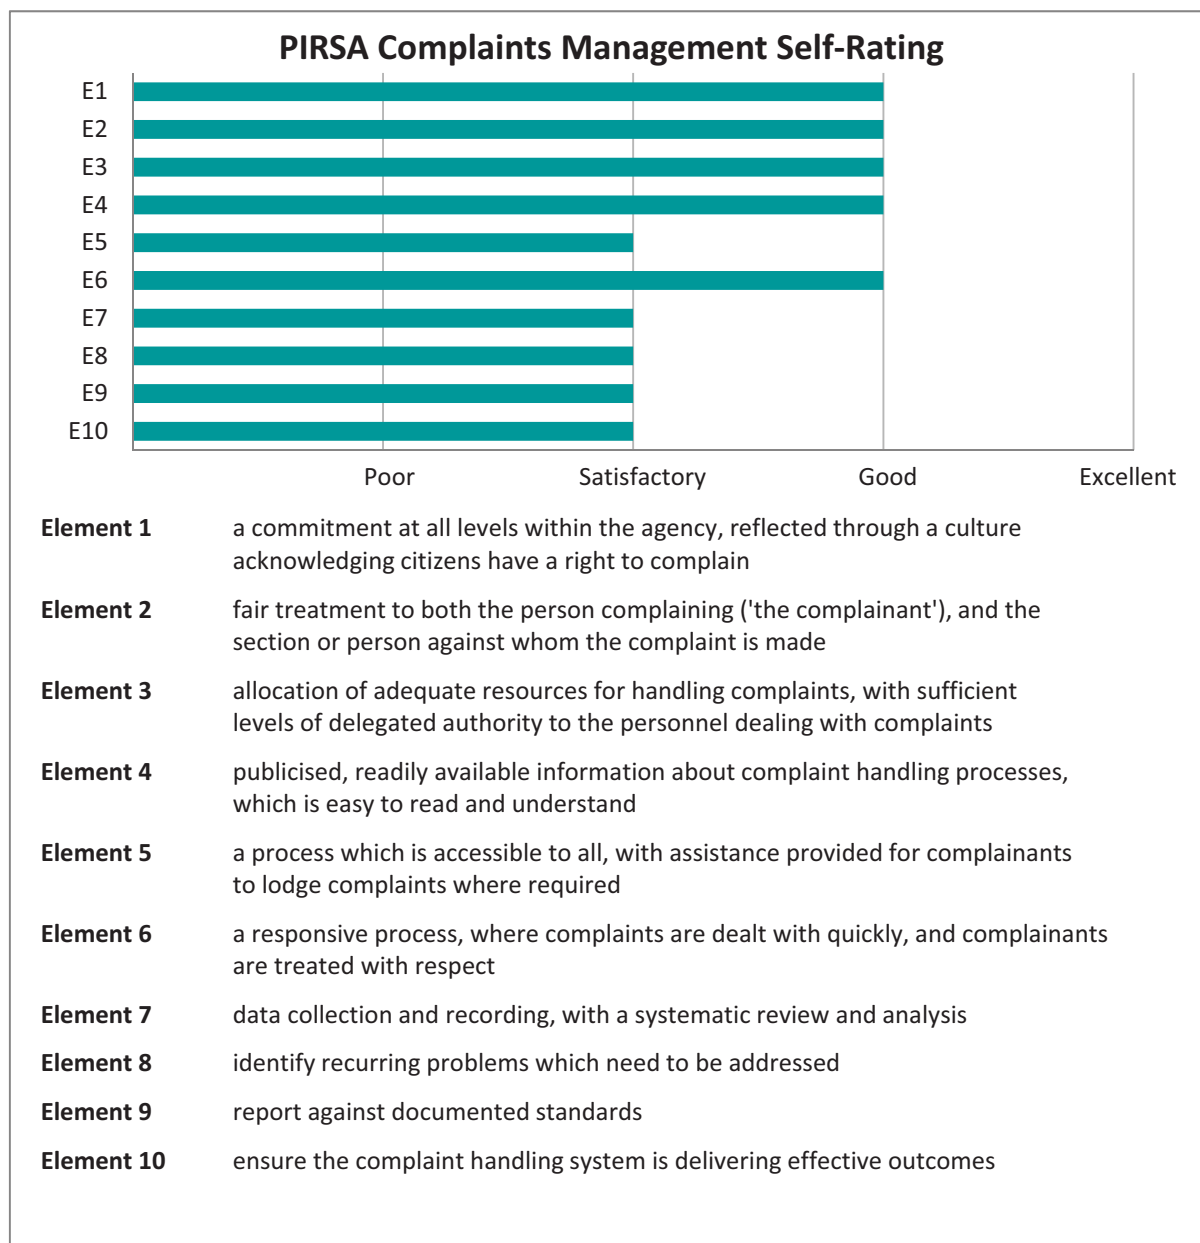 PIRSA Complaints Management Self-Rating
E1
E2
E3
E4
E5
E6
E7
E8
E9
E10
Poor Satisfactory Good Excellent
Element 1 a commitment at all levels within the agency, reflected through a culture
acknowledging citizens have a right to complain
Element 2 fair treatment to both the person complaining ('the complainant'), and the
section or person against whom the complaint is made
Element 3 allocation of adequate resources for handling complaints, with sufficient
levels of delegated authority to the personnel dealing with complaints
Element 4 publicised, readily available information about complaint handling processes,
which is easy to read and understand
Element 5 a process which is accessible to all, with assistance provided for complainants
to lodge complaints where required
Element 6 a responsive process, where complaints are dealt with quickly, and complainants
are treated with respect
Element 7 data collection and recording, with a systematic review and analysis
Element 8 identify recurring problems which need to be addressed
Element 9 report against documented standards
Element 10 ensure the complaint handling system is delivering effective outcomes